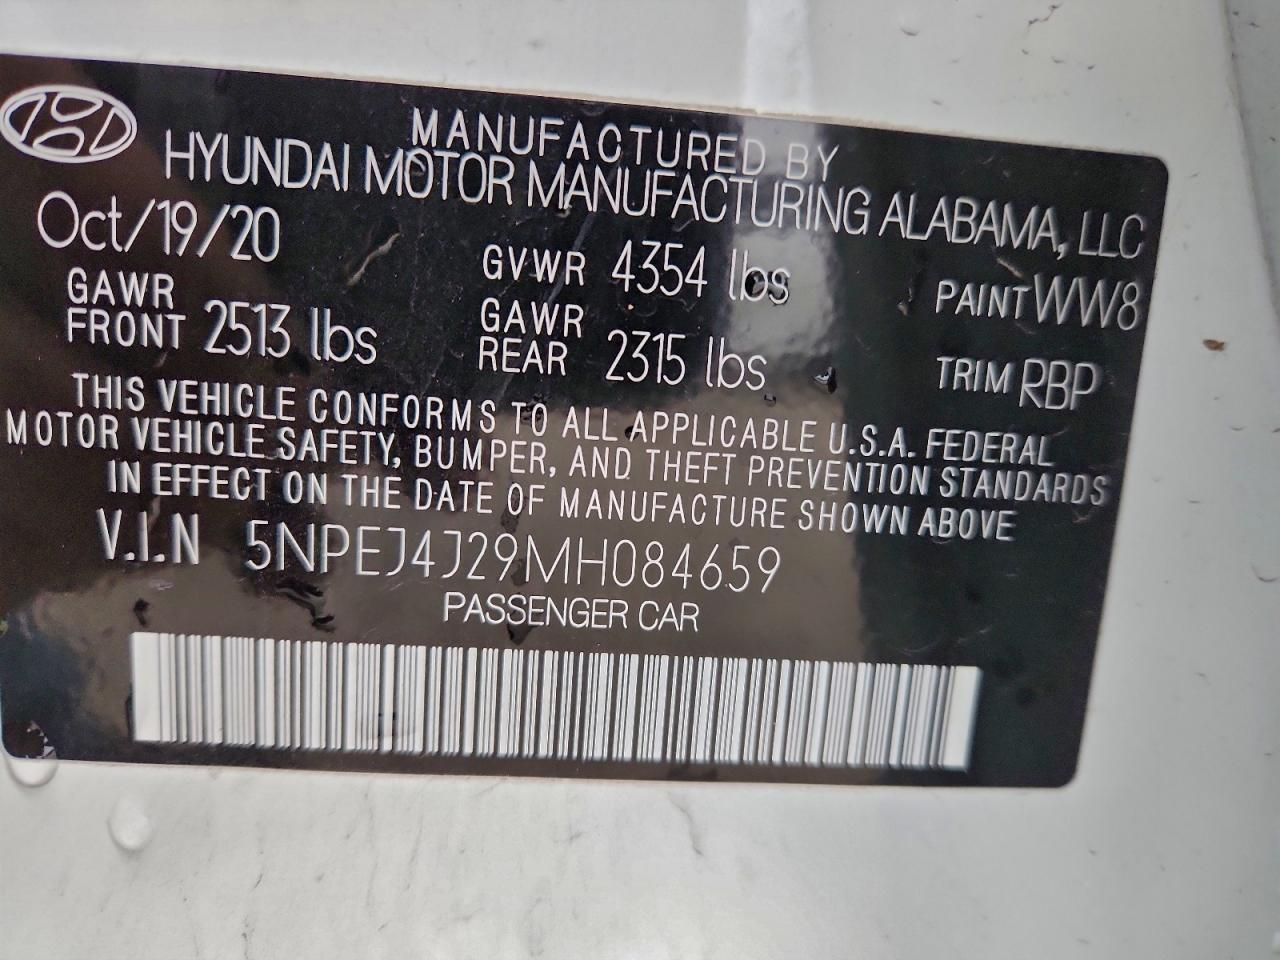 MANUFACTURED BY
HYUNDAI MOTOR MANUFACTURING ALABAMA, LLC
Oct/19/20 GVWR 4354 lbs PAINT WW8
GAWR FRONT 2513 lbs GAWR REAR 2315 lbs TRIM RBP
THIS VEHICLE CONFORMS TO ALL APPLICABLE U.S.A. FEDERAL
MOTOR VEHICLE SAFETY, BUMPER, AND THEFT PREVENTION STANDARDS
IN EFFECT ON THE DATE OF MANUFACTURE SHOWN ABOVE
V.I.N 5NPEJ4J29MH084659
PASSENGER CAR